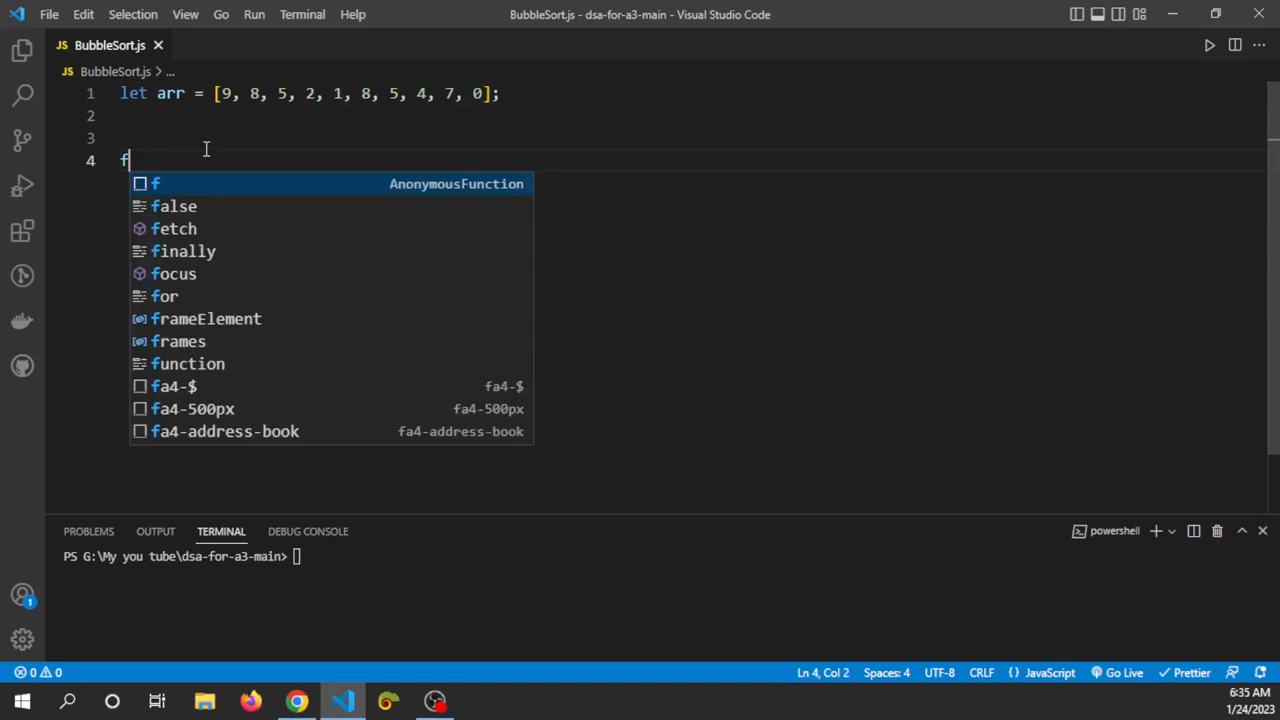 File Edit Selection View Go Run Terminal Help BubbleSort.js - dsa-for-a3-main - Visual Studio Code
JS BubbleSort.js
JS BubbleSort.js > ...
1 let arr = [9, 8, 5, 2, 1, 8, 5, 4, 7, 0];
2
3
4 f
f AnonymousFunction
false
fetch
finally
focus
for
frameElement
frames
function
fa4-$ fa4-$
fa4-500px fa4-500px
fa4-address-book fa4-address-book
PROBLEMS OUTPUT TERMINAL DEBUG CONSOLE powershell
PS G:\My you tube\dsa-for-a3-main>
1
0 0 Ln 4, Col 2 Spaces: 4 UTF-8 CRLF { } JavaScript Go Live Prettier
6:35 AM
1/24/2023